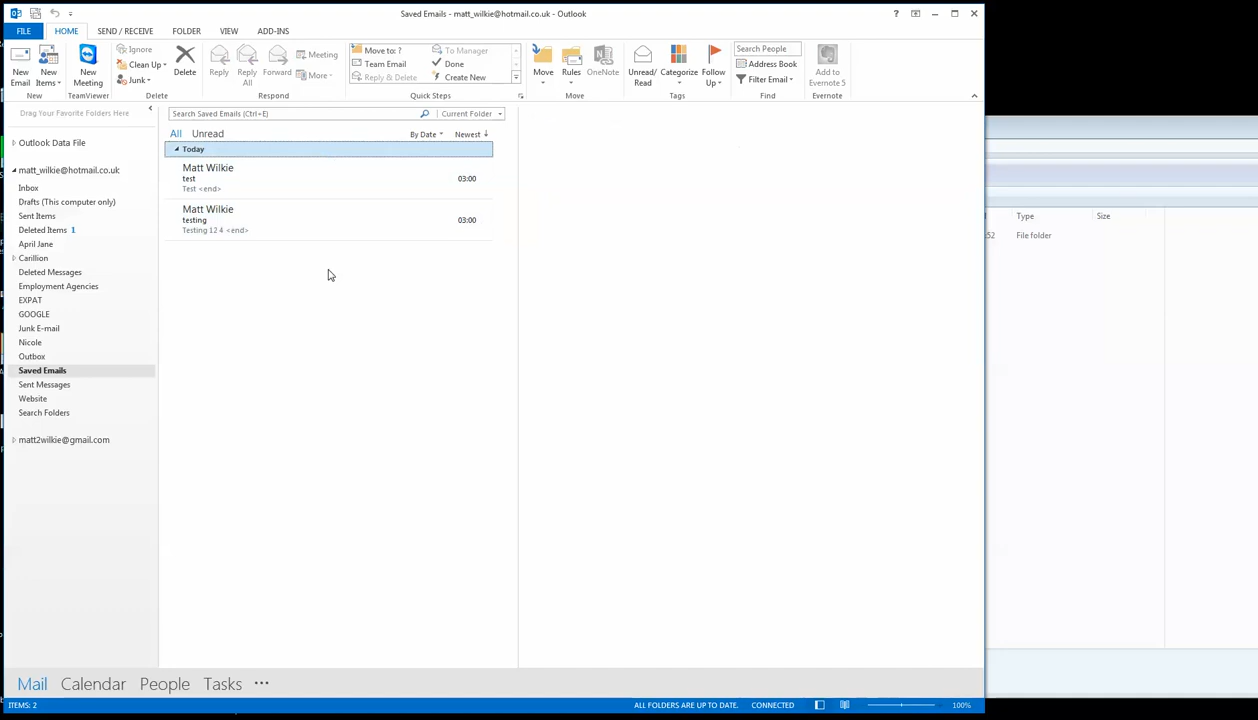 Saved Emails - matt_wilkie@hotmail.co.uk - Outlook
FILE HOME SEND / RECEIVE FOLDER VIEW ADD-INS
New Email
New Items
New
New Meeting
TeamViewer
Ignore
Clean Up
Junk
Delete
Delete
Reply
Reply All
Forward
Meeting
More
Respond
Move to: ?
Team Email
Reply & Delete
To Manager
Done
Create New
Quick Steps
Move
Rules
OneNote
Move
Unread/ Read
Categorize
Follow Up
Tags
Search People
Address Book
Filter Email
Find
Add to Evernote 5
Evernote
Drag Your Favorite Folders Here
Outlook Data File
matt_wilkie@hotmail.co.uk
Inbox
Drafts (This computer only)
Sent Items
Deleted Items 1
April Jane
Carillion
Deleted Messages
Employment Agencies
EXPAT
GOOGLE
Junk E-mail
Nicole
Outbox
Saved Emails
Sent Messages
Website
Search Folders
matt2wilkie@gmail.com
Search Saved Emails (Ctrl+E)
Current Folder
All Unread
By Date Newest
Today
Matt Wilkie
test 03:00
Test <end>
Matt Wilkie
testing 03:00
Testing 12 4 <end>
Type Size
52 File folder
Mail Calendar People Tasks •••
ITEMS: 2
ALL FOLDERS ARE UP TO DATE.
CONNECTED
100%